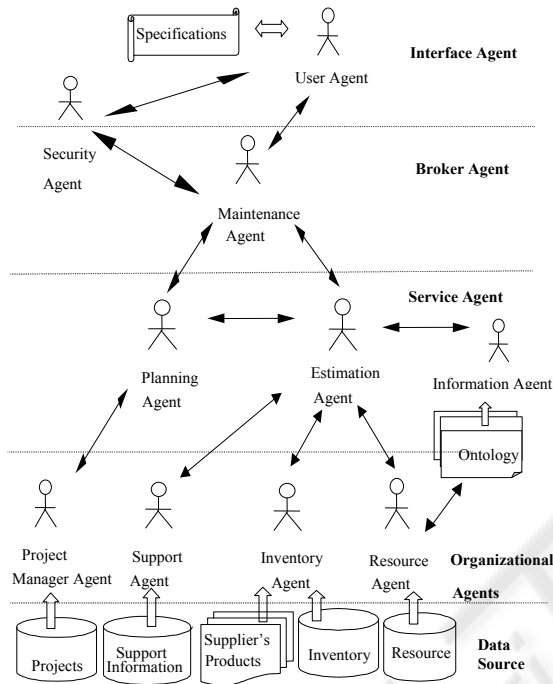 Specifications
User Agent
Interface Agent
Security
Agent
Broker Agent
Maintenance
Agent
Service Agent
Planning
Agent
Estimation
Agent
Information Agent
Ontology
Project
Manager Agent
Support
Agent
Inventory
Agent
Resource
Agent
Organizational
Agents
Projects
Support
Information
Supplier's
Products
Inventory
Resource
Data
Source